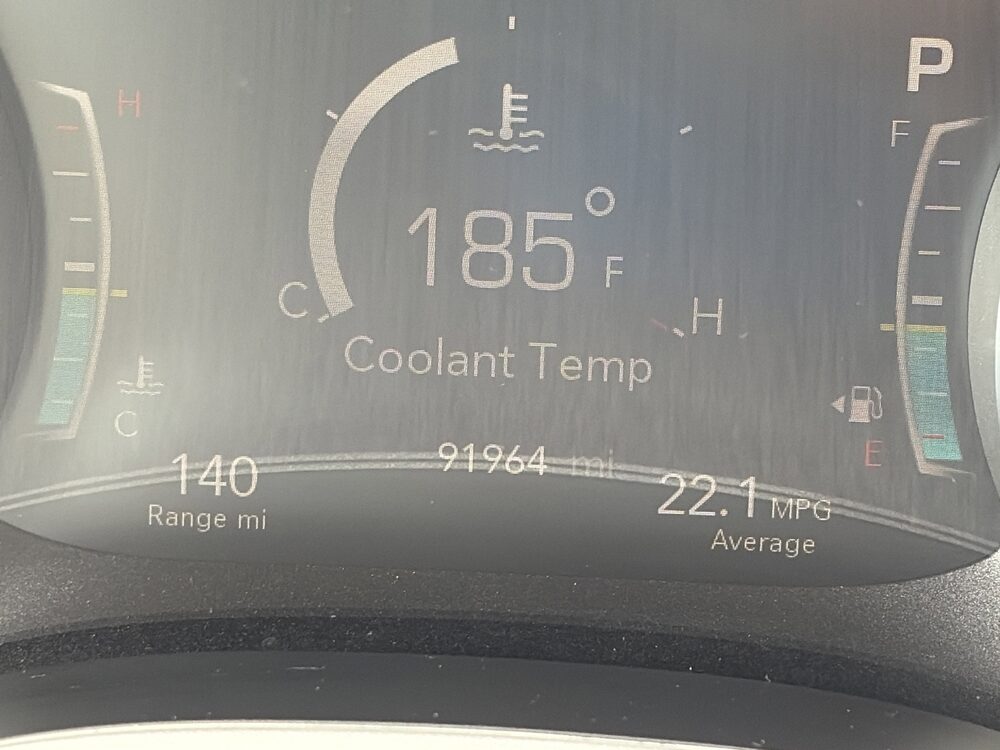 P
H
F
185° F
C
H
Coolant Temp
C
E
91964 mi
140
Range mi
22.1 MPG
Average